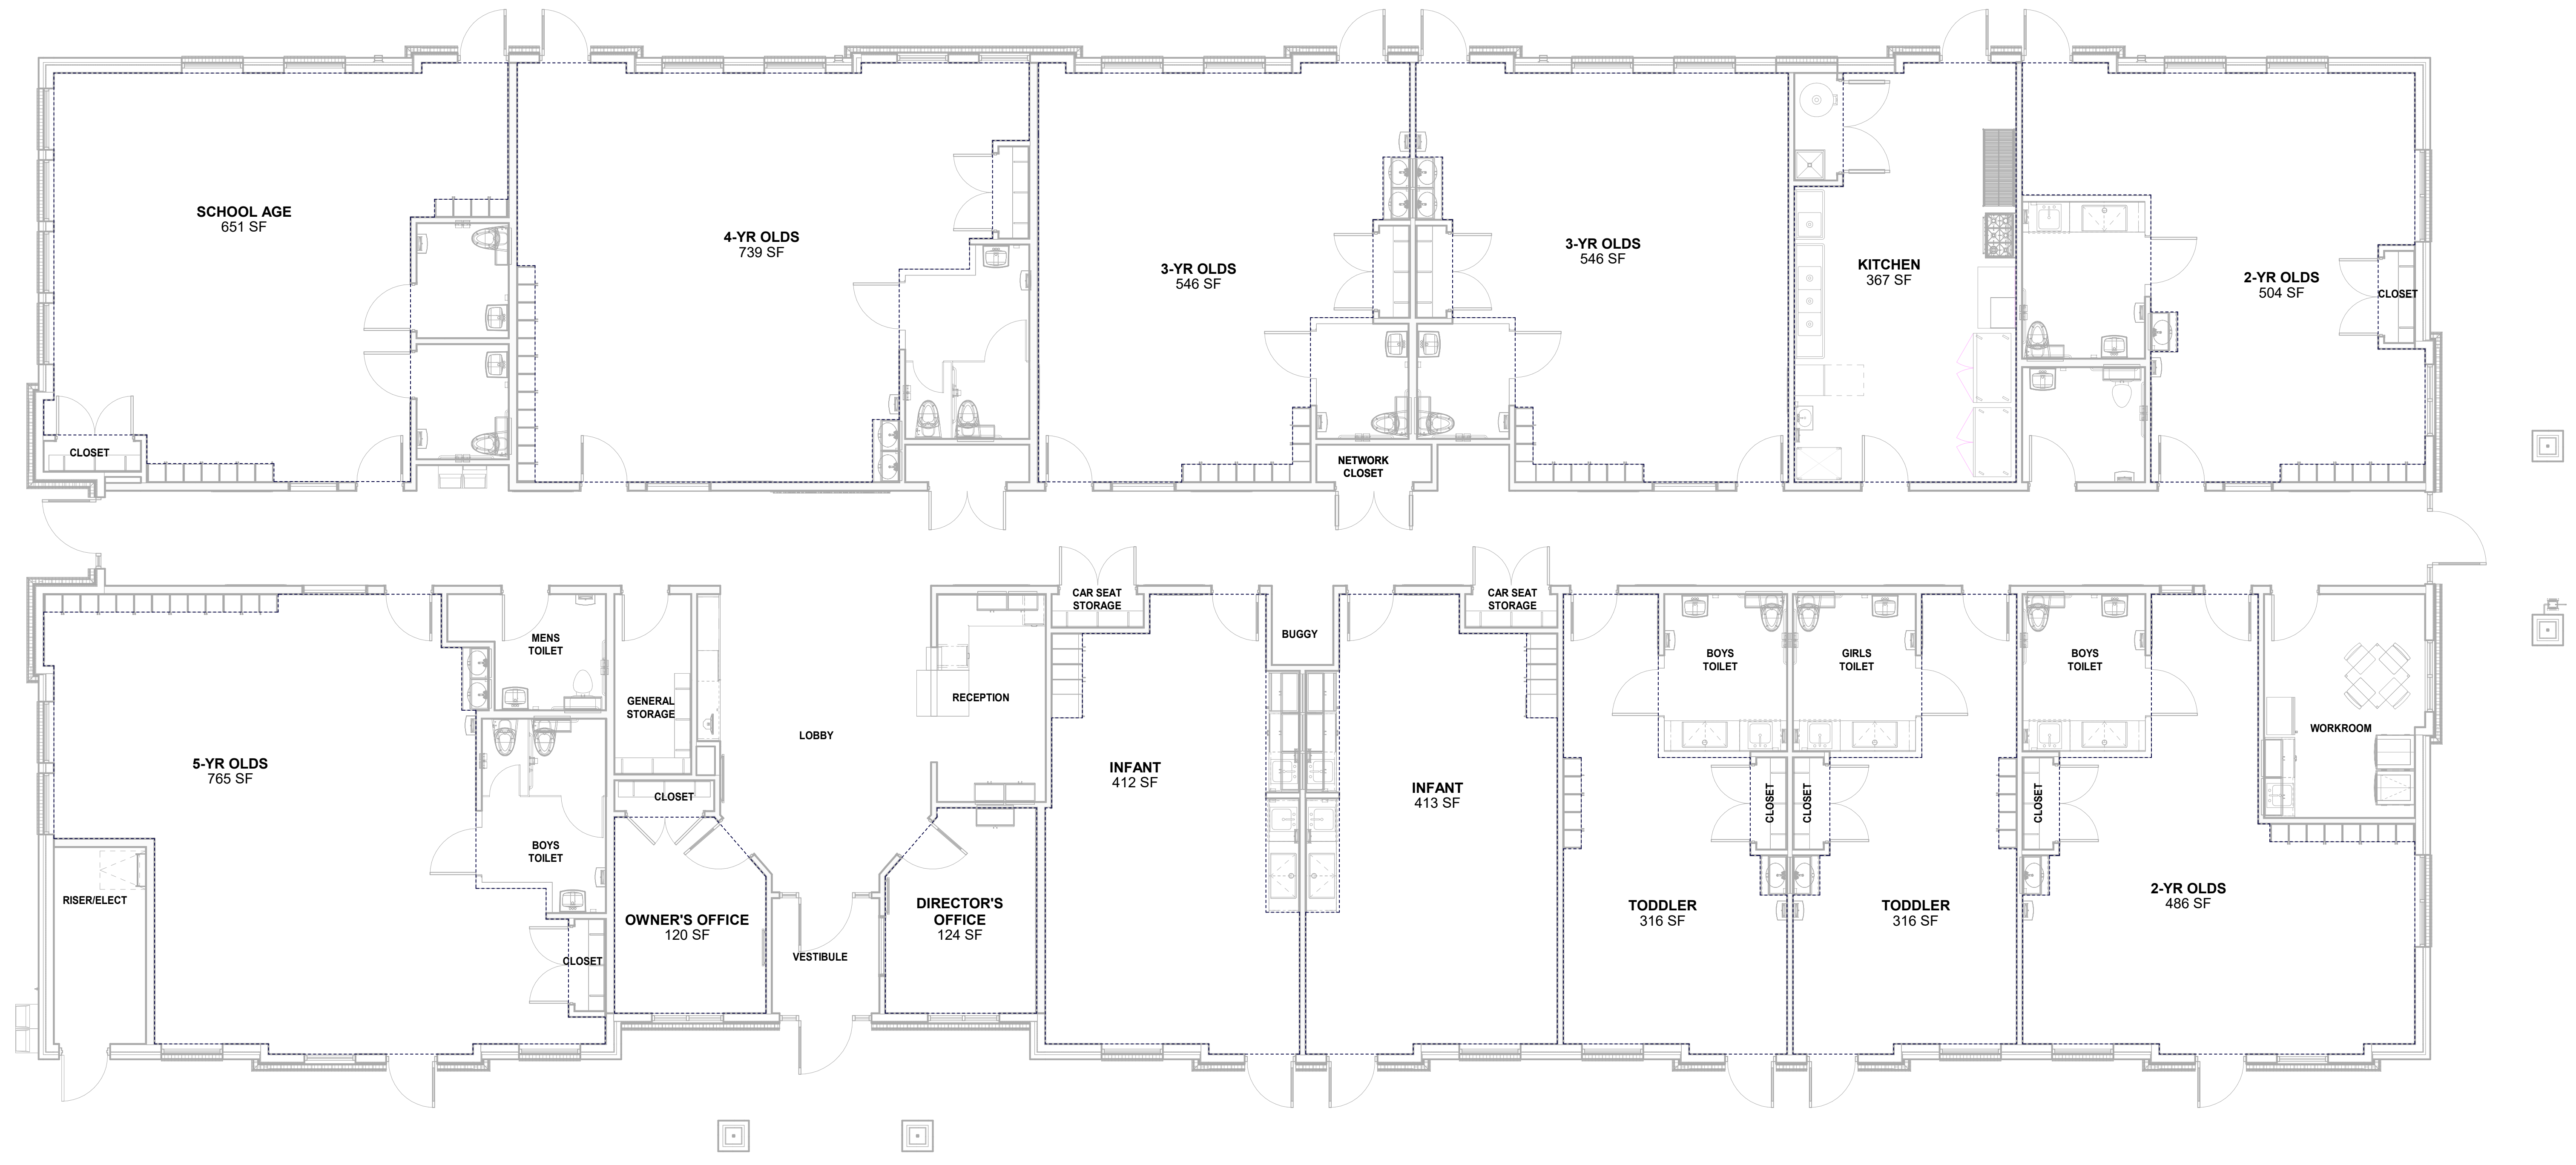 SCHOOL AGE
651 SF
CLOSET
4-YR OLDS
739 SF
3-YR OLDS
546 SF
NETWORK
CLOSET
3-YR OLDS
546 SF
KITCHEN
367 SF
2-YR OLDS
504 SF
CLOSET
5-YR OLDS
765 SF
RISER/ELECT
MENS
TOILET
BOYS
TOILET
CLOSET
GENERAL
STORAGE
CLOSET
OWNER'S OFFICE
120 SF
LOBBY
VESTIBULE
RECEPTION
DIRECTOR'S
OFFICE
124 SF
CAR SEAT
STORAGE
INFANT
412 SF
BUGGY
INFANT
413 SF
CAR SEAT
STORAGE
BOYS
TOILET
CLOSET
TODDLER
316 SF
GIRLS
TOILET
CLOSET
TODDLER
316 SF
BOYS
TOILET
CLOSET
2-YR OLDS
486 SF
WORKROOM